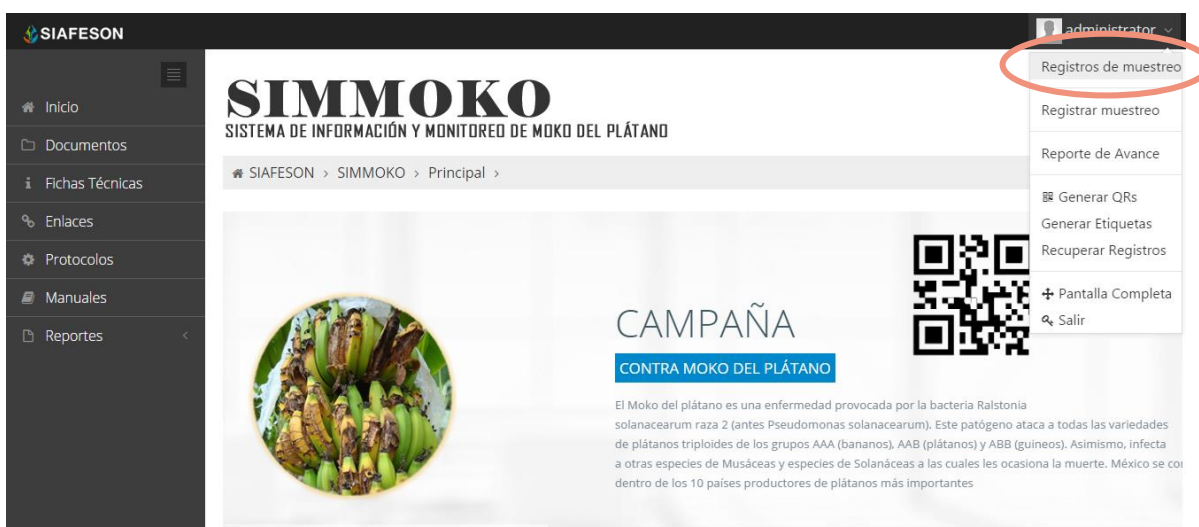 SIAFESON
administrator
Registros de muestreo
Registrar muestreo
Reporte de Avance
Generar QRs
Generar Etiquetas
Recuperar Registros
Pantalla Completa
Salir
Inicio
Documentos
Fichas Técnicas
Enlaces
Protocolos
Manuales
Reportes
SIMMOKO
SISTEMA DE INFORMACIÓN Y MONITOREO DE MOKO DEL PLÁTANO
SIAFESON > SIMMOKO > Principal >
CAMPAÑA
CONTRA MOKO DEL PLÁTANO
El Moko del plátano es una enfermedad provocada por la bacteria Ralstonia
solanacearum raza 2 (antes Pseudomonas solanacearum). Este patógeno ataca a todas las variedades
de plátanos triploides de los grupos AAA (bananos), AAB (plátanos) y ABB (guineos). Asimismo, infecta
a otras especies de Musáceas y especies de Solanáceas a las cuales les ocasiona la muerte. México se
dentro de los 10 países productores de plátanos más importantes